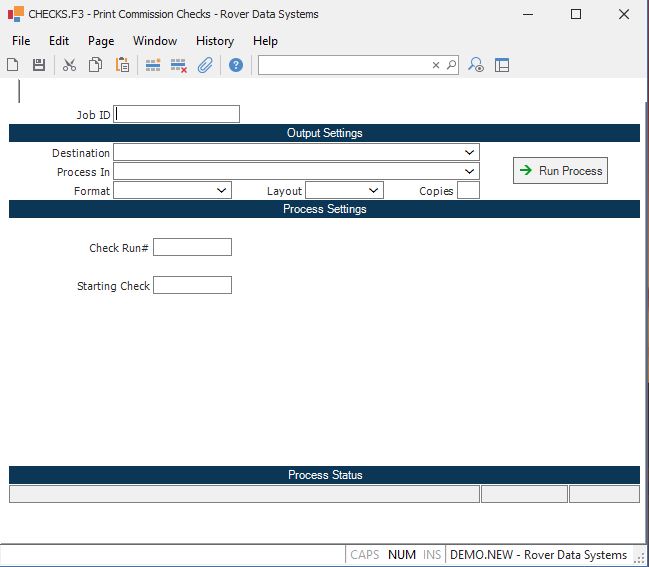 CHECKS.F3 - Print Commission Checks - Rover Data Systems
File Edit Page Window History Help
Job ID
Output Settings
Destination
Process In
Run Process
Format Layout Copies
Process Settings
Check Run#
Starting Check
Process Status
CAPS NUM INS DEMO.NEW - Rover Data Systems